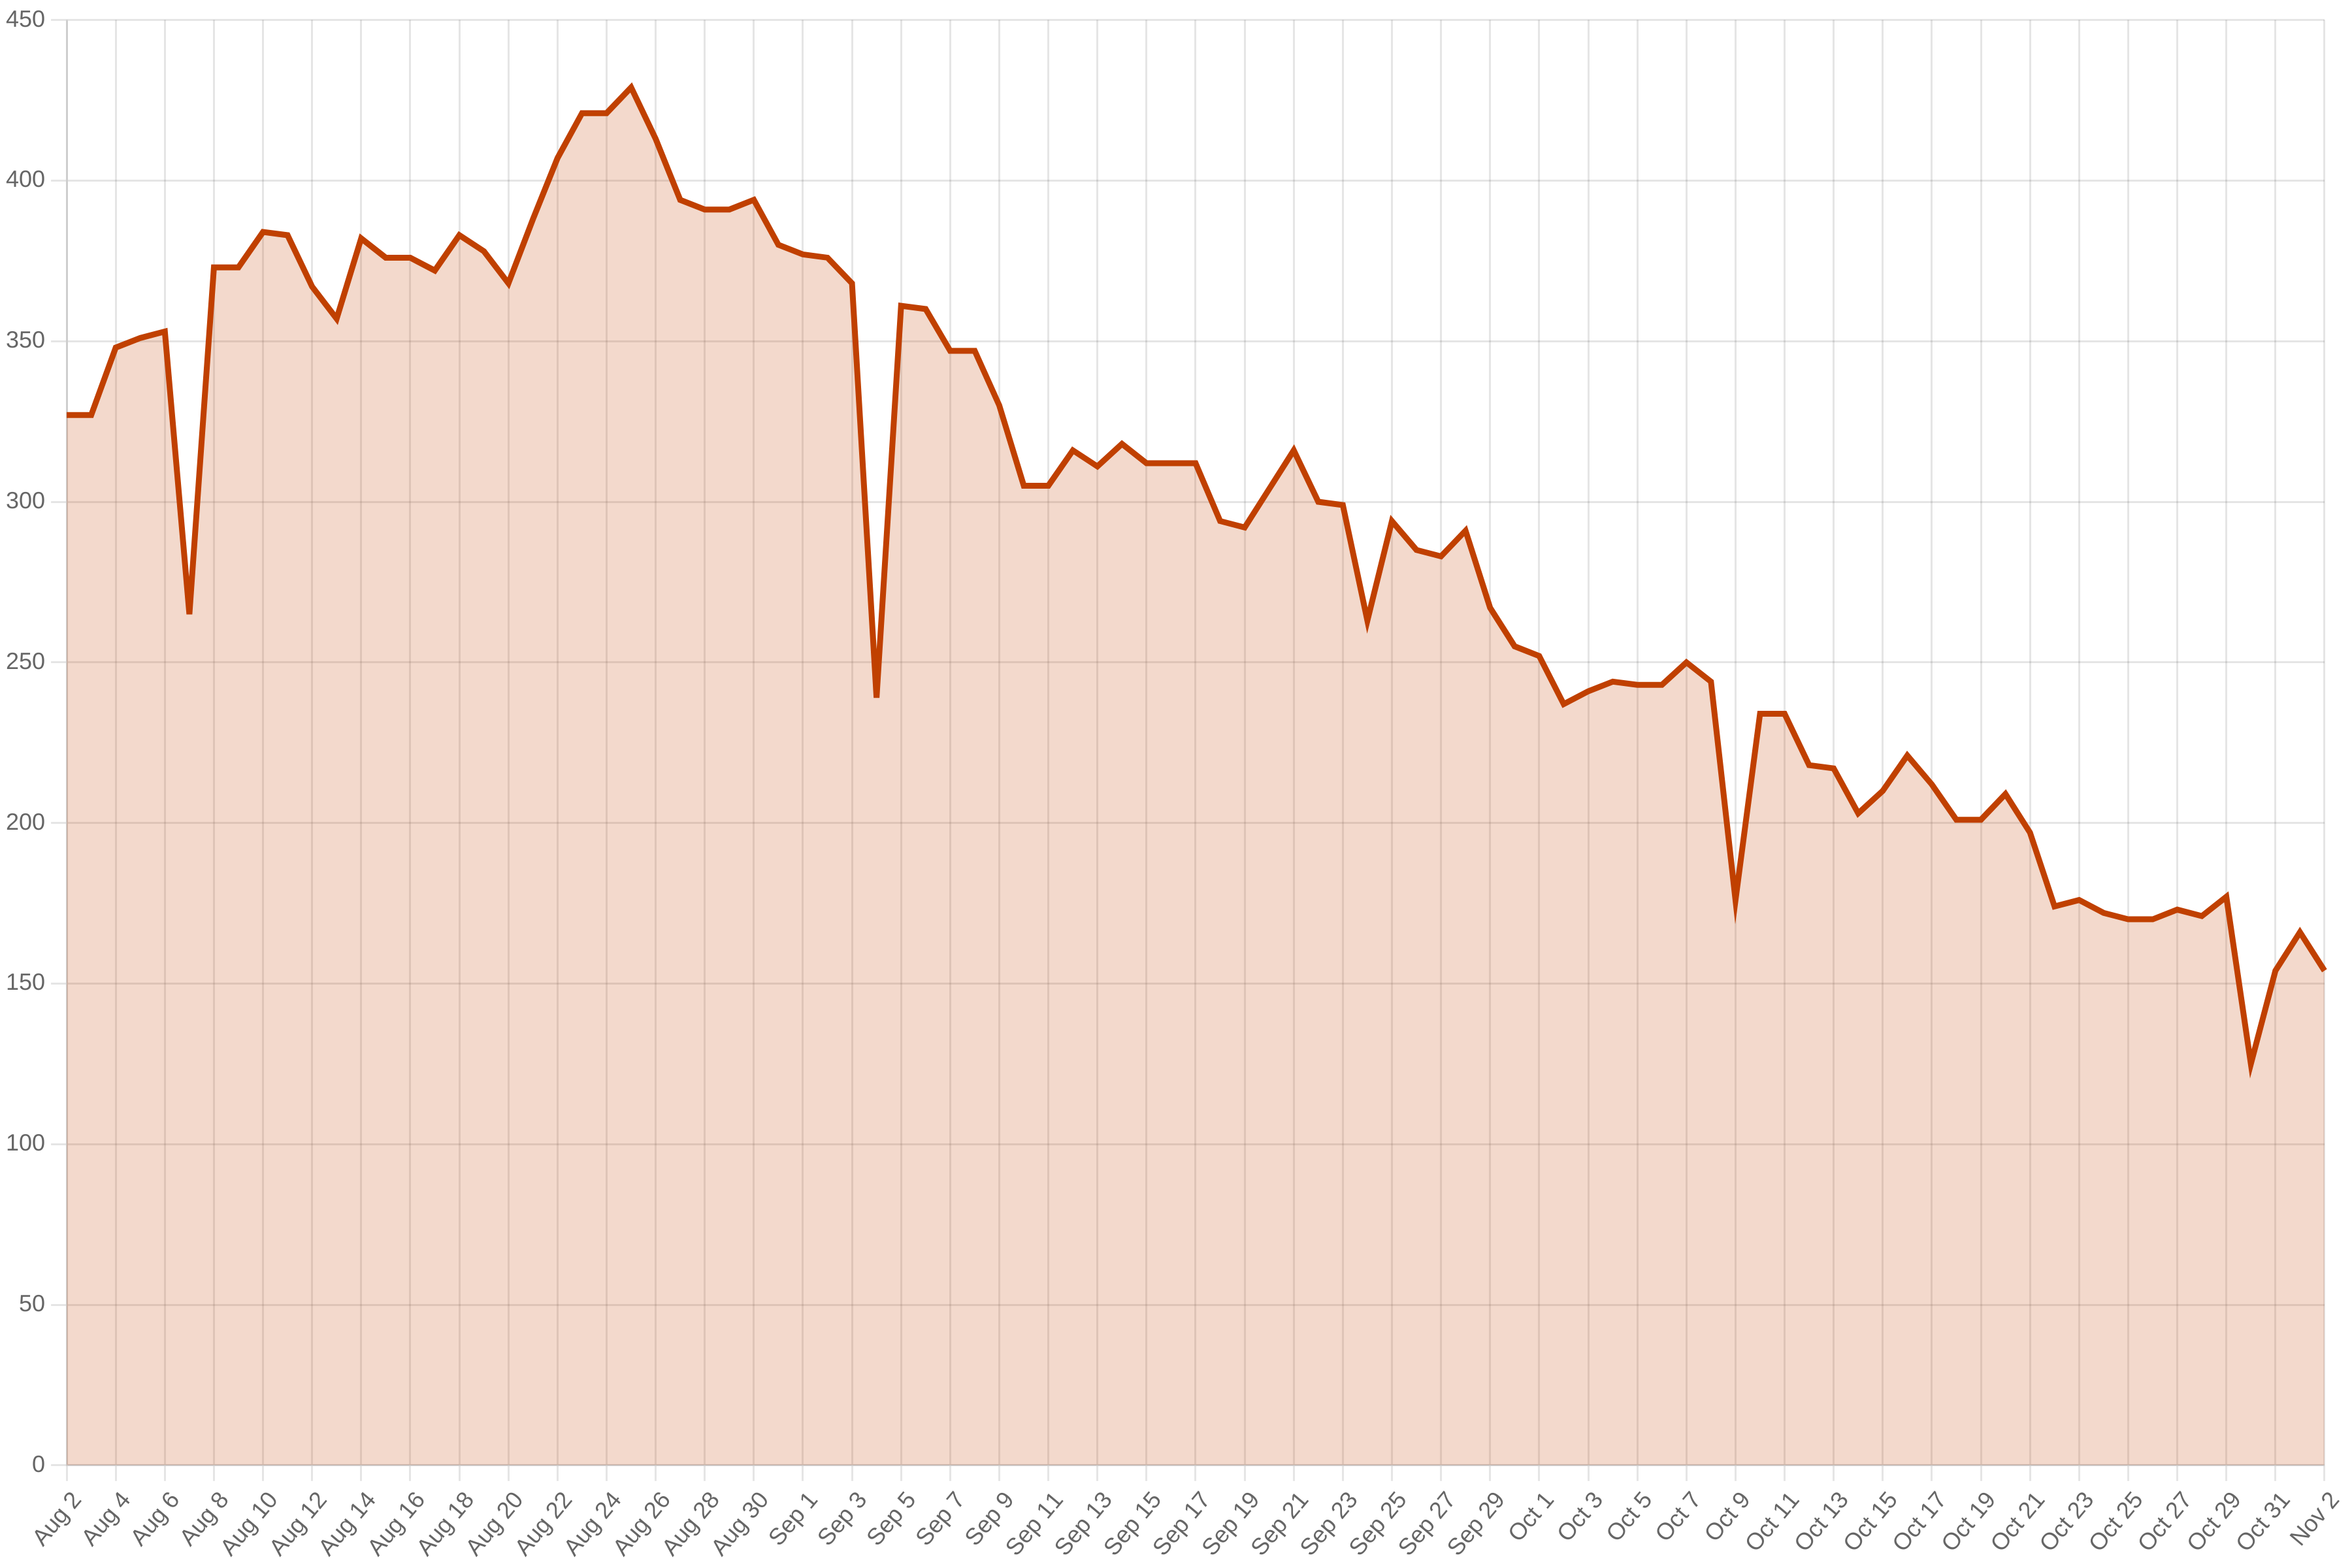 450
400
350
300
250
200
150
100
50
0
Aug 2
Aug 4
Aug 6
Aug 8
Aug 10
Aug 12
Aug 14
Aug 16
Aug 18
Aug 20
Aug 22
Aug 24
Aug 26
Aug 28
Aug 30
Sep 1
Sep 3
Sep 5
Sep 7
Sep 9
Sep 11
Sep 13
Sep 15
Sep 17
Sep 19
Sep 21
Sep 23
Sep 25
Sep 27
Sep 29
Oct 1
Oct 3
Oct 5
Oct 7
Oct 9
Oct 11
Oct 13
Oct 15
Oct 17
Oct 19
Oct 21
Oct 23
Oct 25
Oct 27
Oct 29
Oct 31
Nov 2